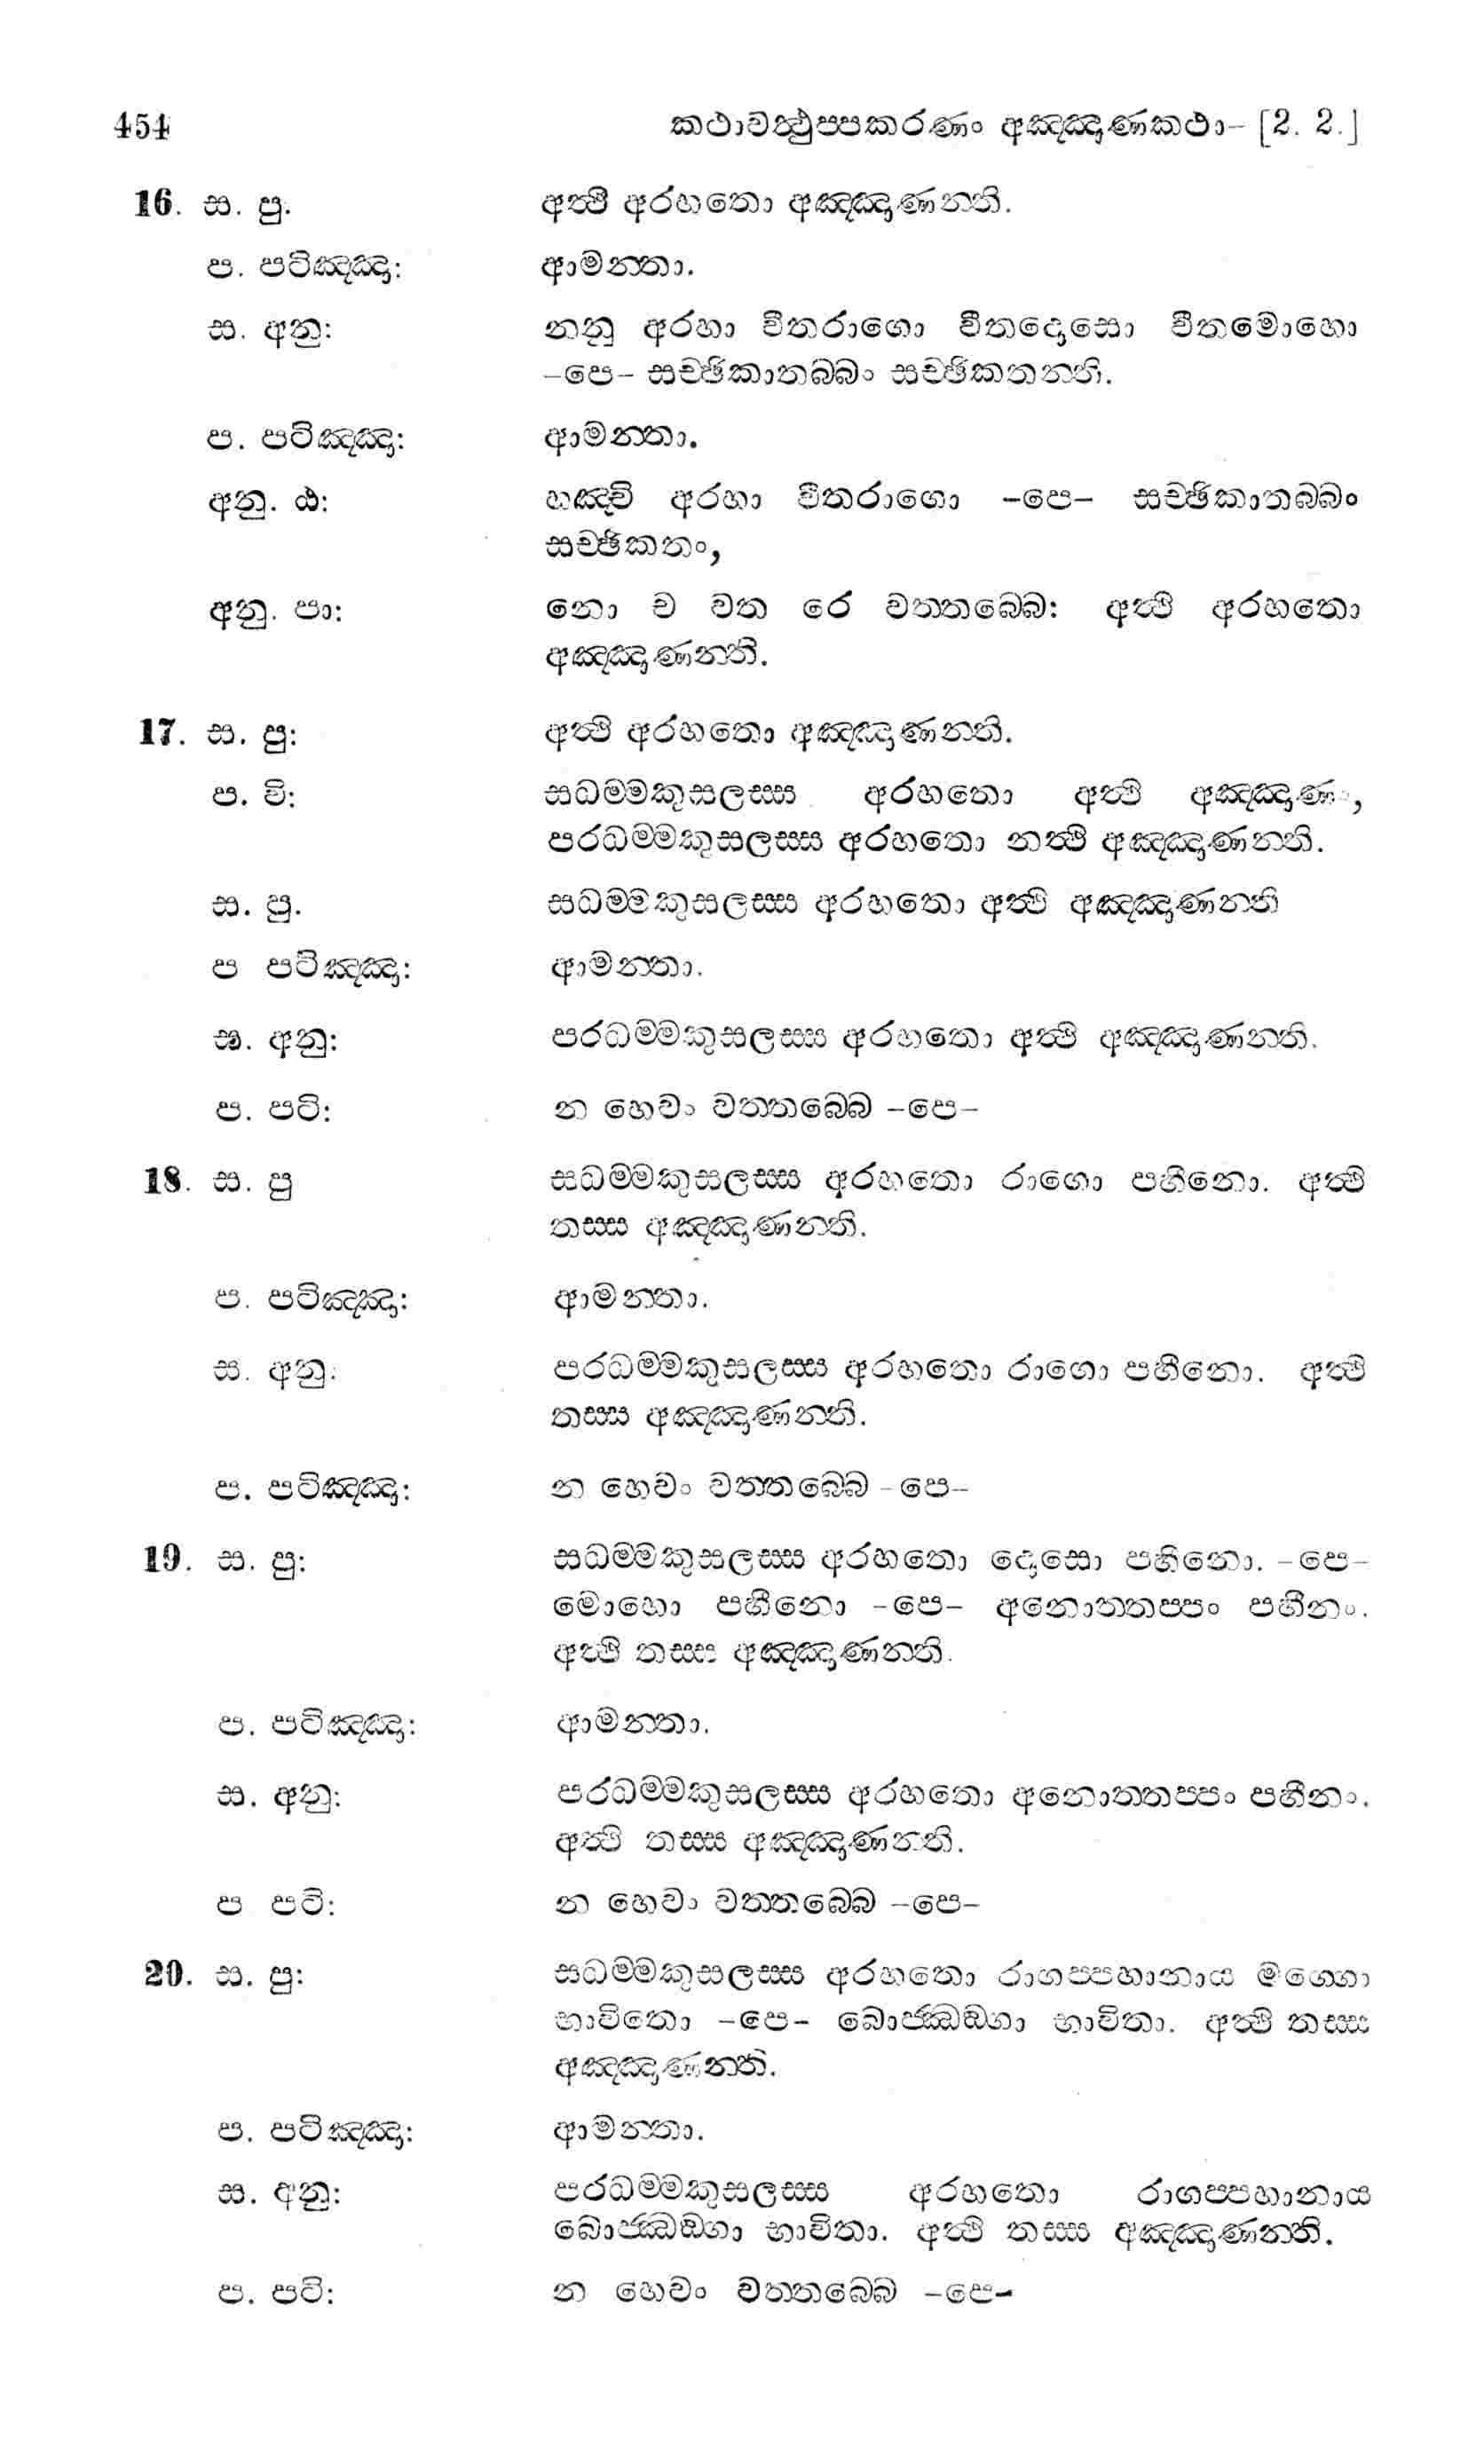 454 කථාවත්ථුප්පකරණං අඤ්ඤාණකථා– [2. 2.]
16. ස. පු. අත්ථි අරහතො අඤ්ඤාණන්ති.
ප. පටිඤ්ඤා: ආමන්තා.
ස. අනු: නනු අරහා වීතරාගො වීතදොසො වීතමොහො
–පෙ– සච්ඡිකාතබ්බං සච්ඡිකතන්ති.
ප. පටිඤ්ඤා: ආමන්තා.
අනු. ඨ: හඤ්චි අරහා වීතරාගො –පෙ– සච්ඡිකාතබ්බං
සච්ඡිකතං,
අනු. පා: නො ච වත රෙ වත්තබ්බෙ: අත්ථි අරහතො
අඤ්ඤාණන්ති.
17. ස. පු: අත්ථි අරහතො අඤ්ඤාණන්ති.
ප. වි: සධම්මකුසලස්ස අරහතො අත්ථි අඤ්ඤාණං,
පරධම්මකුසලස්ස අරහතො නත්ථි අඤ්ඤාණන්ති.
ස. පු. සධම්මකුසලස්ස අරහතො අත්ථි අඤ්ඤාණන්ති
ප පටිඤ්ඤා: ආමන්තා.
ස. අනු: පරධම්මකුසලස්ස අරහතො අත්ථි අඤ්ඤාණන්ති.
ප. පටි: න හෙවං වත්තබ්බෙ –පෙ–
18. ස. පු සධම්මකුසලස්ස අරහතො රාගො පහීනො. අත්ථි
තස්ස අඤ්ඤාණන්ති.
ප. පටිඤ්ඤා: ආමන්තා.
ස. අනු: පරධම්මකුසලස්ස අරහතො රාගො පහීනො. අත්ථි
තස්ස අඤ්ඤාණන්ති.
ප. පටිඤ්ඤා: න හෙවං වත්තබ්බෙ –පෙ–
19. ස. පු: සධම්මකුසලස්ස අරහතො දොසො පහීනො. –පෙ–
මොහො පහීනො –පෙ– අනොත්තප්පං පහීනං.
අත්ථි තස්ස අඤ්ඤාණන්ති.
ප. පටිඤ්ඤා: ආමන්තා.
ස. අනු: පරධම්මකුසලස්ස අරහතො අනොත්තප්පං පහීනං.
අත්ථි තස්ස අඤ්ඤාණන්ති.
ප පටි: න හෙවං වත්තබ්බෙ –පෙ–
20. ස. පු: සධම්මකුසලස්ස අරහතො රාගප්පහානාය මග්ගො
භාවිතො –පෙ– බොජ්ඣඞ්ගා භාවිතා. අත්ථි තස්ස
අඤ්ඤාණන්ති.
ප. පටිඤ්ඤා: ආමන්තා.
ස. අනු: පරධම්මකුසලස්ස අරහතො රාගප්පහානාය
බොජ්ඣඞ්ගා භාවිතා. අත්ථි තස්ස අඤ්ඤාණන්ති.
ප. පටි: න හෙවං වත්තබ්බෙ –පෙ–